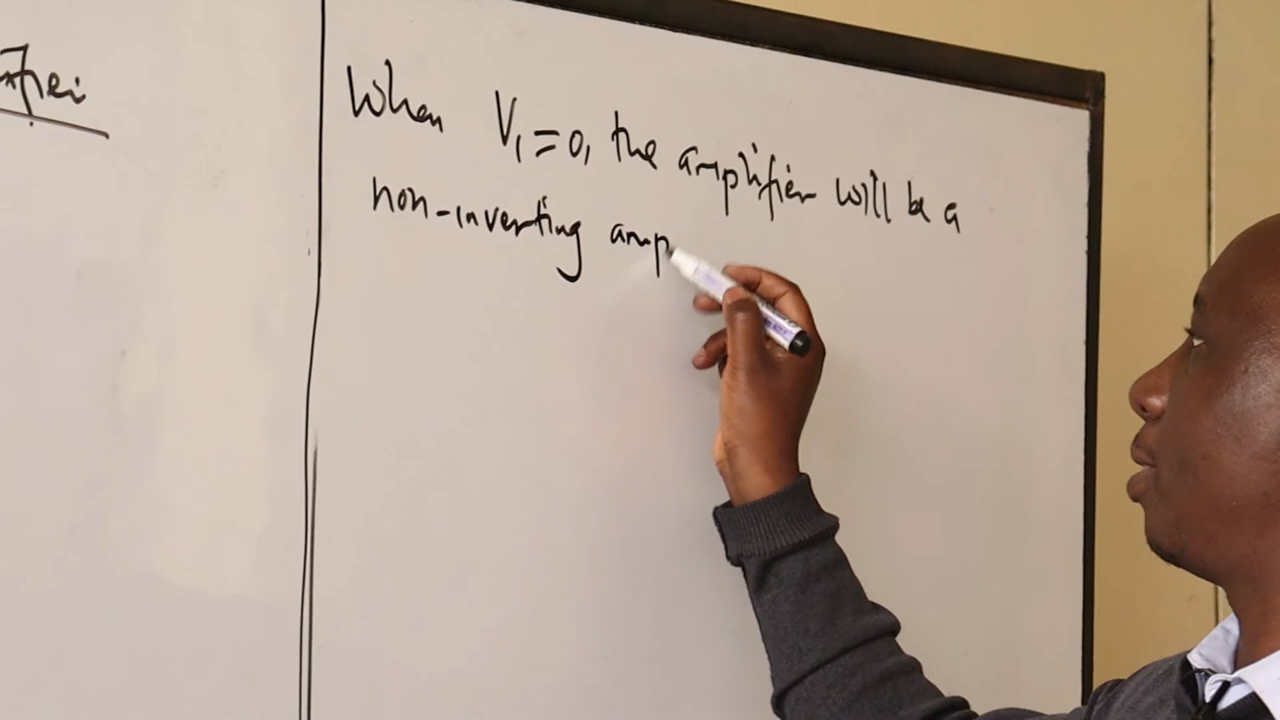 When V₁=0, the amplifier will be a
non-inverting amp